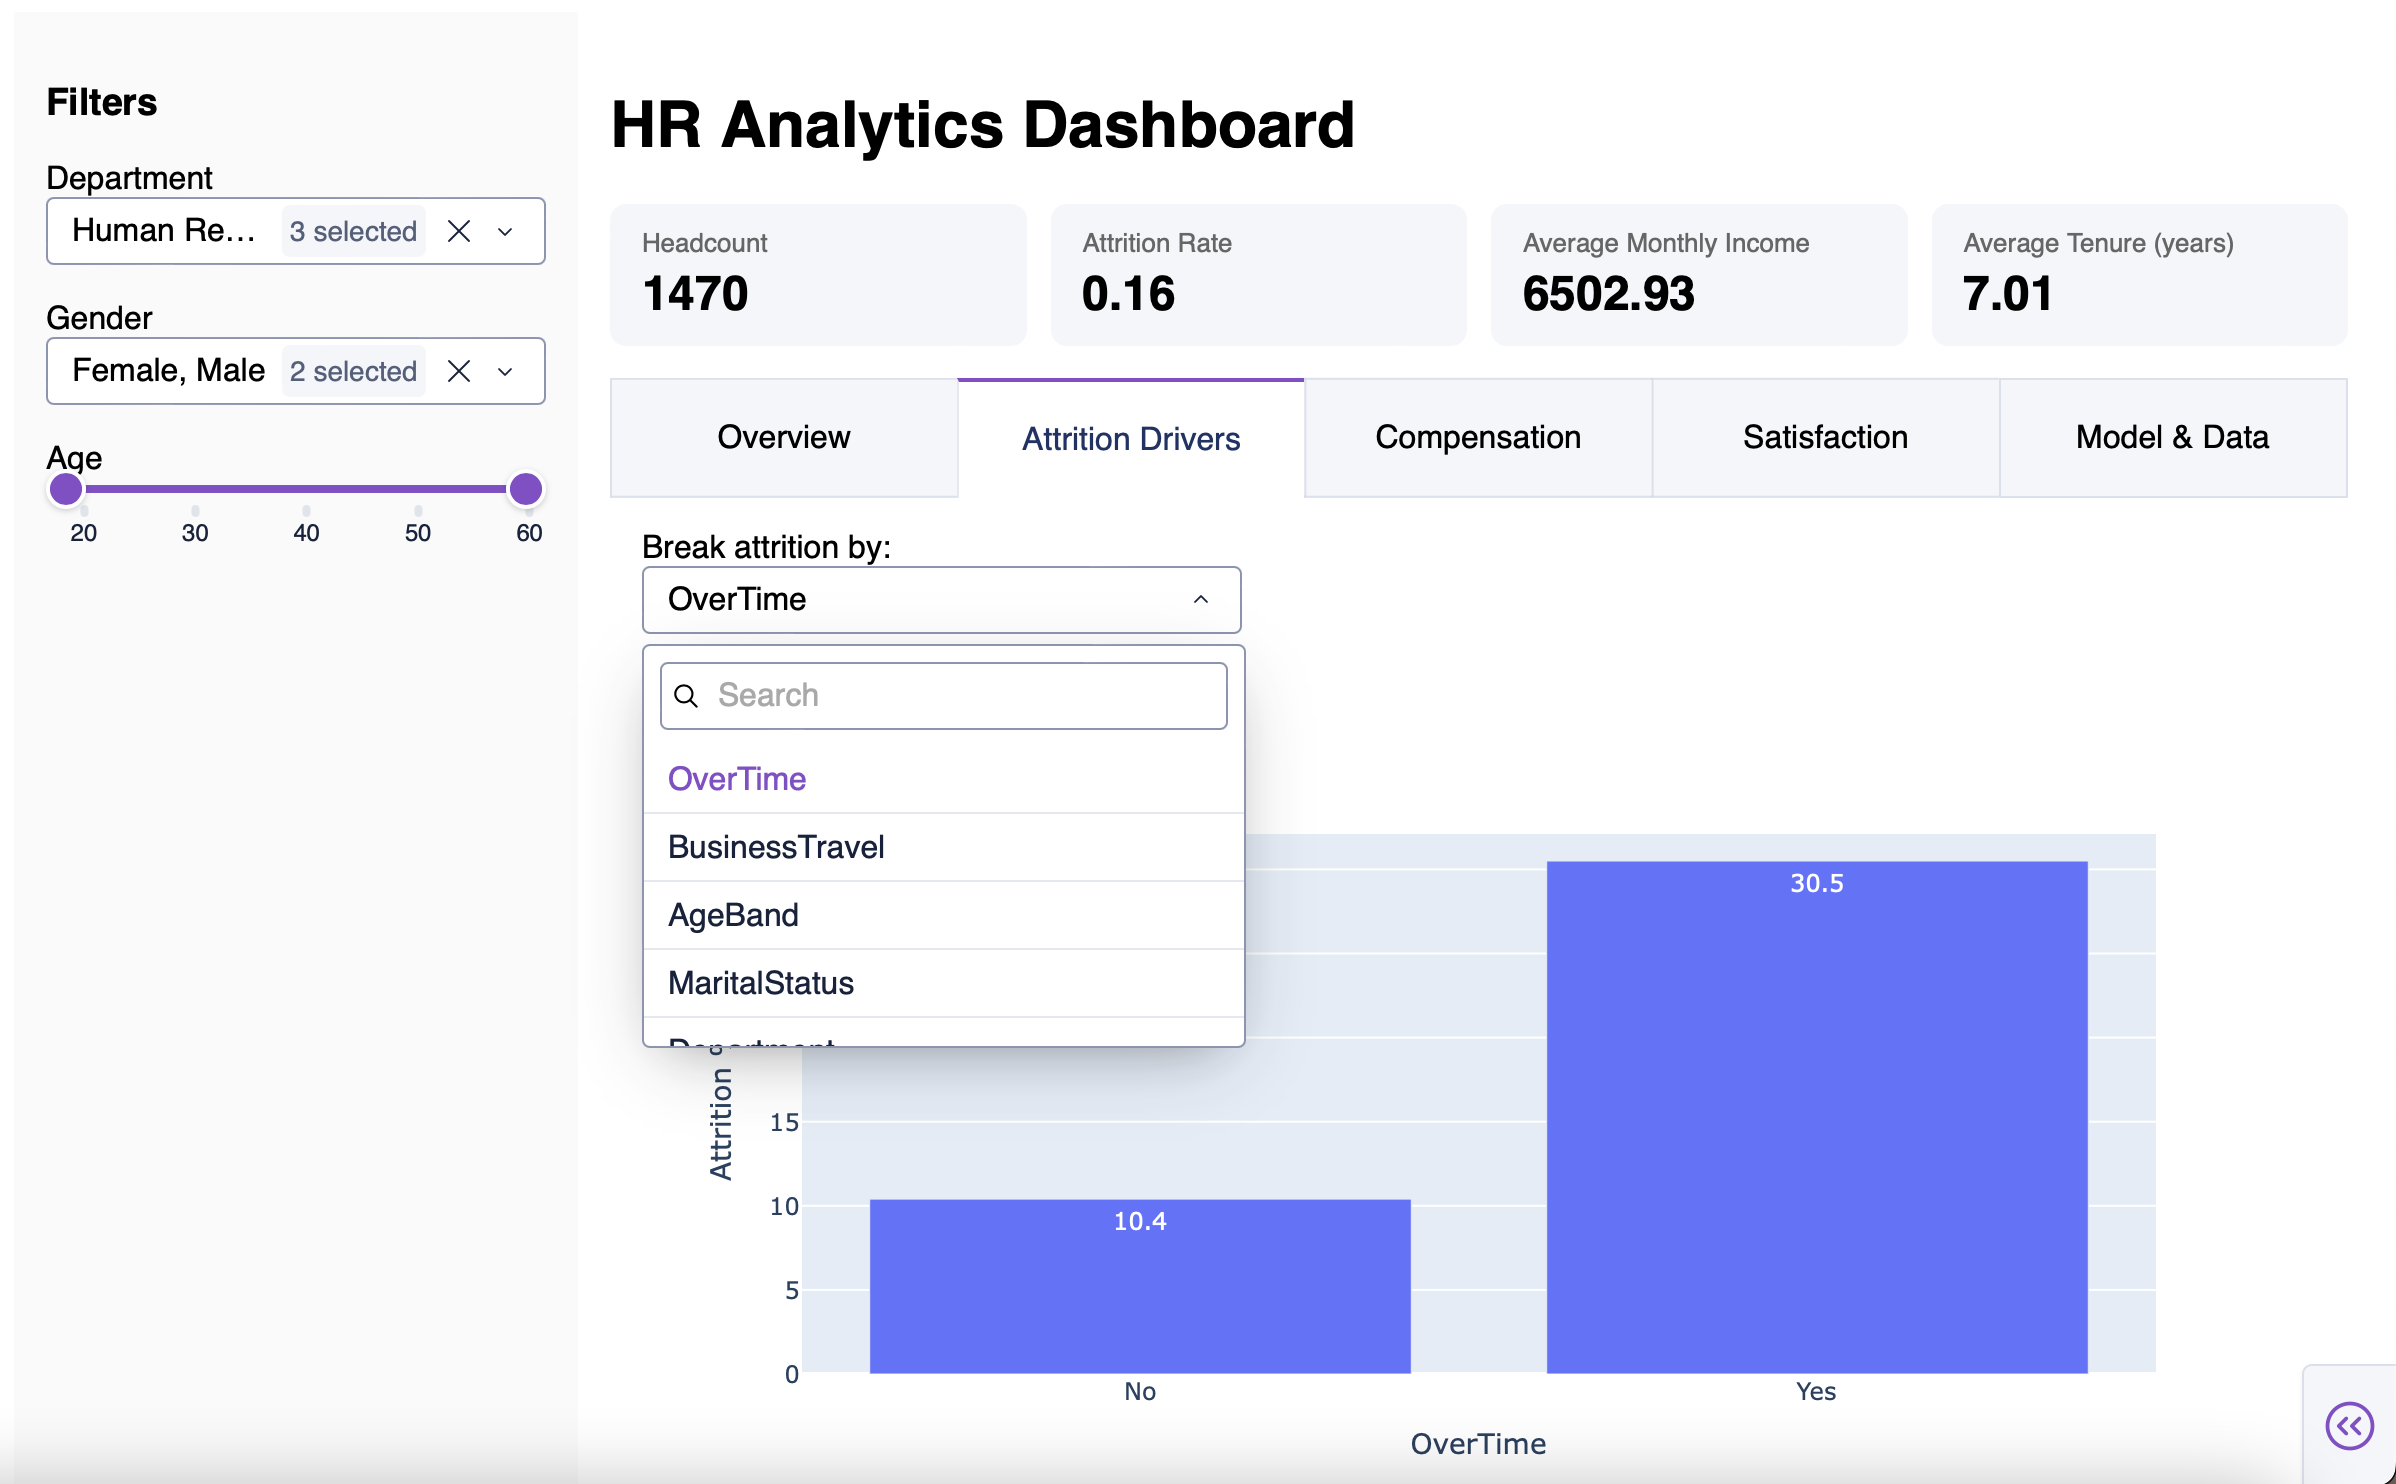 Filters
Department
Human Re... 3 selected
Gender
Female, Male 2 selected
Age
20 30 40 50 60
HR Analytics Dashboard
Headcount
1470
Attrition Rate
0.16
Average Monthly Income
6502.93
Average Tenure (years)
7.01
Overview
Attrition Drivers
Compensation
Satisfaction
Model & Data
Break attrition by:
OverTime
Search
OverTime
BusinessTravel
AgeBand
MaritalStatus
Department
Attrition
15
10
5
0
30.5
10.4
No
Yes
OverTime